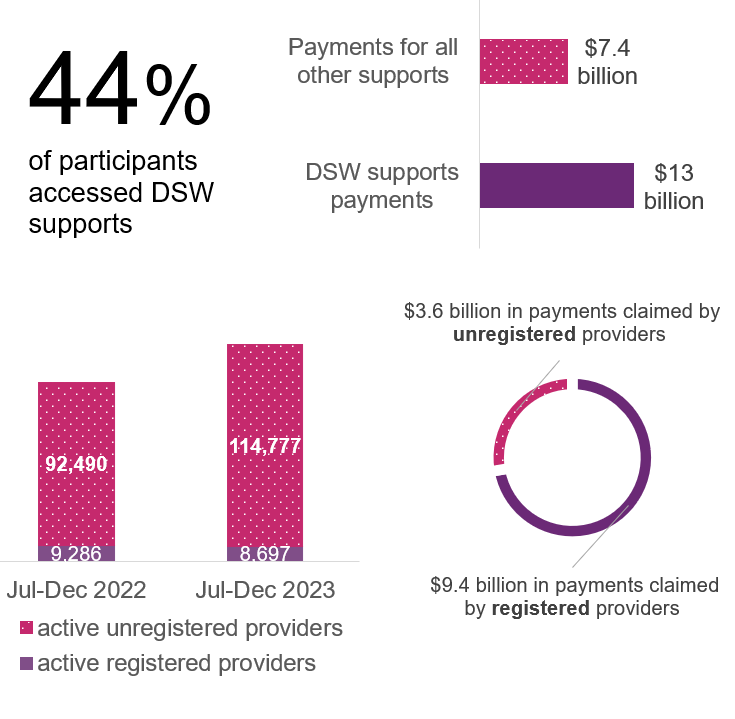 44%
of participants
accessed DSW
supports
Payments for all
other supports
$7.4
billion
DSW supports
payments
$13
billion
92,490
9,286
114,777
8,697
Jul-Dec 2022
Jul-Dec 2023
active unregistered providers
active registered providers
$3.6 billion in payments claimed by
unregistered providers
$9.4 billion in payments claimed
by registered providers